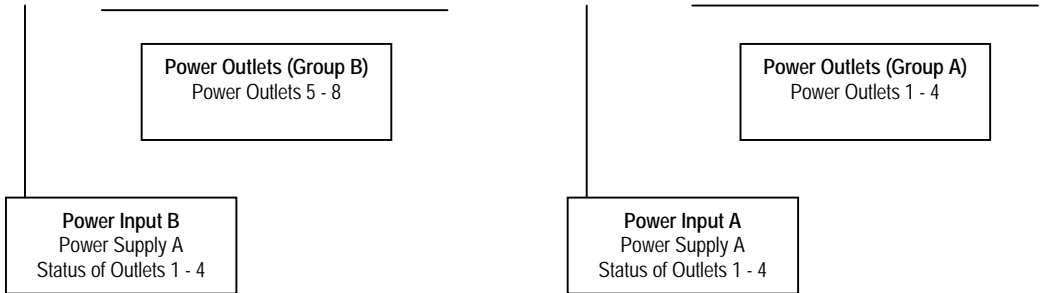 Power Outlets (Group B)
Power Outlets 5 - 8
Power Outlets (Group A)
Power Outlets 1 - 4
Power Input B
Power Supply A
Status of Outlets 1 - 4
Power Input A
Power Supply A
Status of Outlets 1 - 4